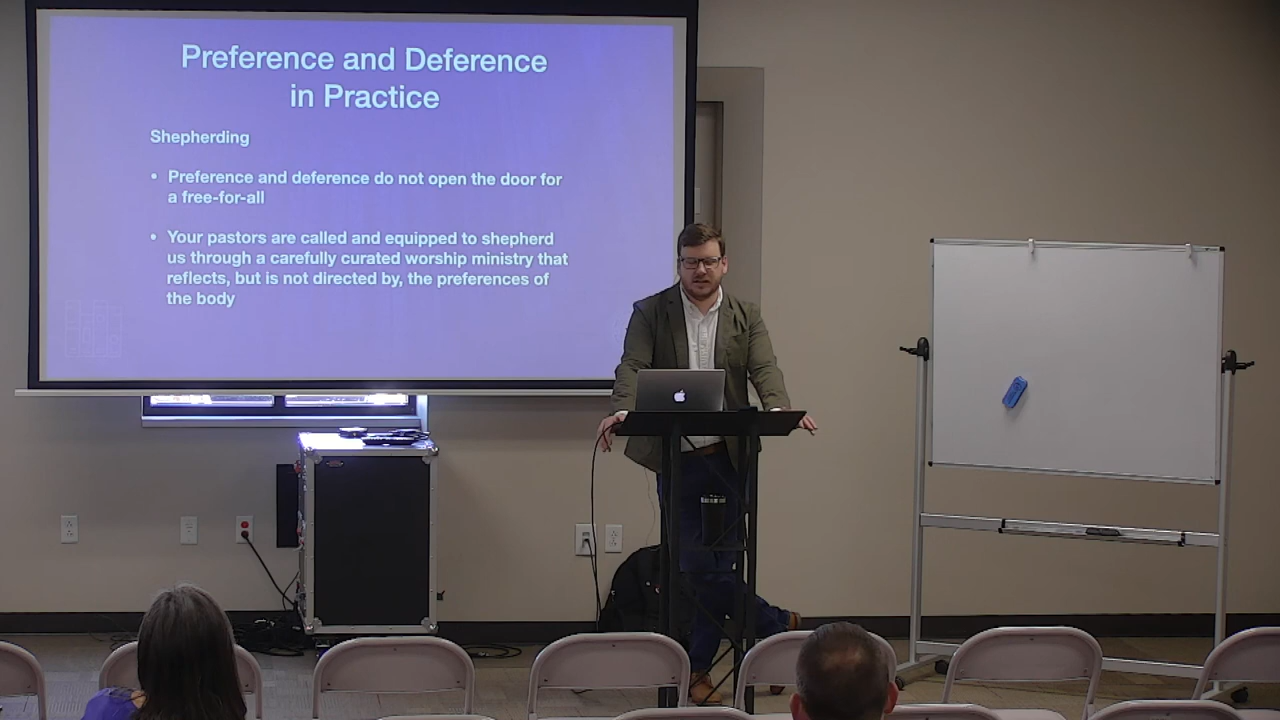 Preference and Deference
in Practice
Shepherding
• Preference and deference do not open the door for
a free-for-all
• Your pastors are called and equipped to shepherd
us through a carefully curated worship ministry that
reflects, but is not directed by, the preferences of
the body